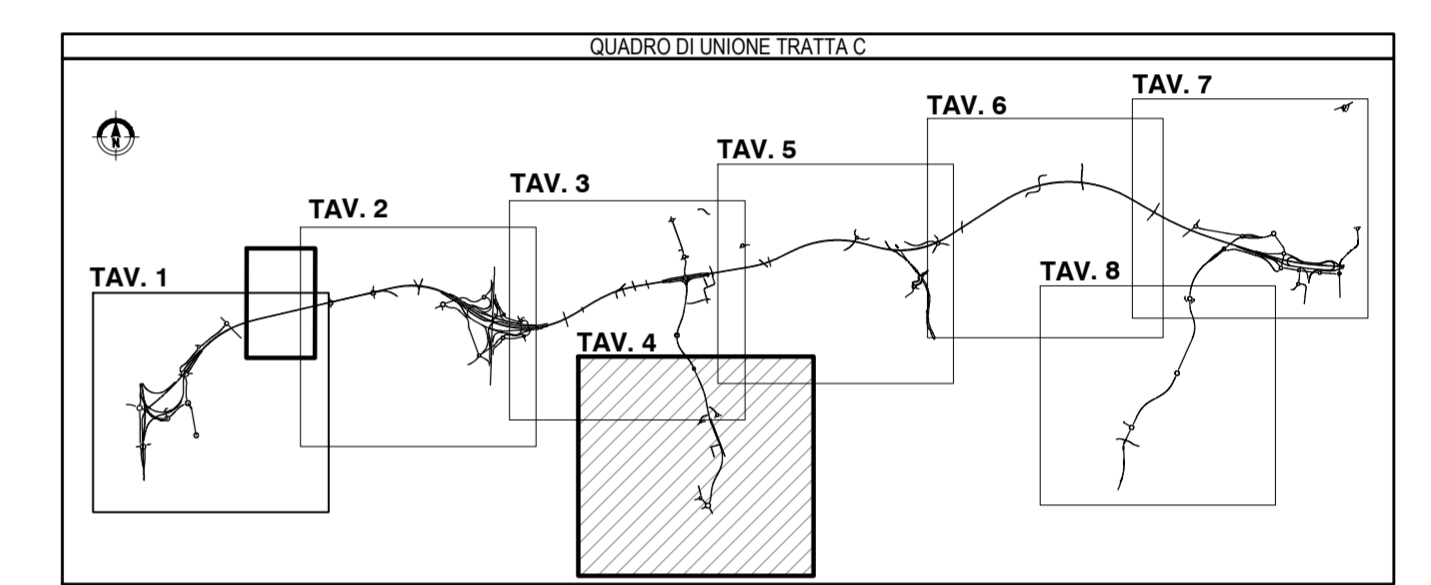 QUADRO DI UNIONE TRATTA C
N
TAV. 1
TAV. 2
TAV. 3
TAV. 4
TAV. 5
TAV. 6
TAV. 7
TAV. 8